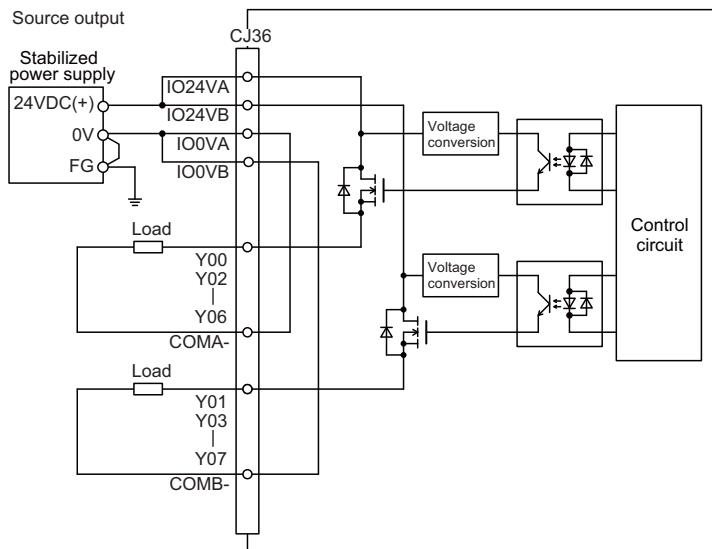 Source output
CJ36
Stabilized
power supply
24VDC(+)
0V
FG
IO24VA
IO24VB
IO0VA
IO0VB
Voltage
conversion
Control
circuit
Load
Y00
Y02
Y06
COMA-
Voltage
conversion
Load
Y01
Y03
Y07
COMB-